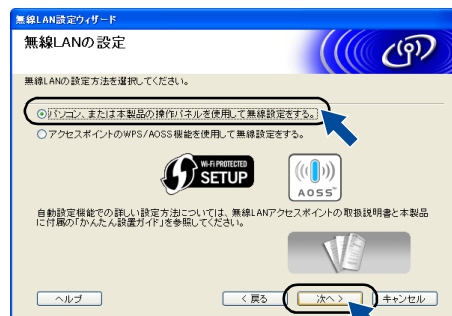 無線LAN設定ウィザード
無線LANの設定
無線LANの設定方法を選択してください。
パソコン、または本製品の操作パネルを使用して無線設定をする。
アクセスポイントのWPS/AOSS機能を使用して無線設定をする。
WI-FI PROTECTED
SETUP
AOSS™
自動設定機能での詳しい設定方法については、無線LANアクセスポイントの取扱説明書と本製品
に付属の「かんたん設置ガイド」を参照してください。
ヘルプ
< 戻る
次へ >
キャンセル